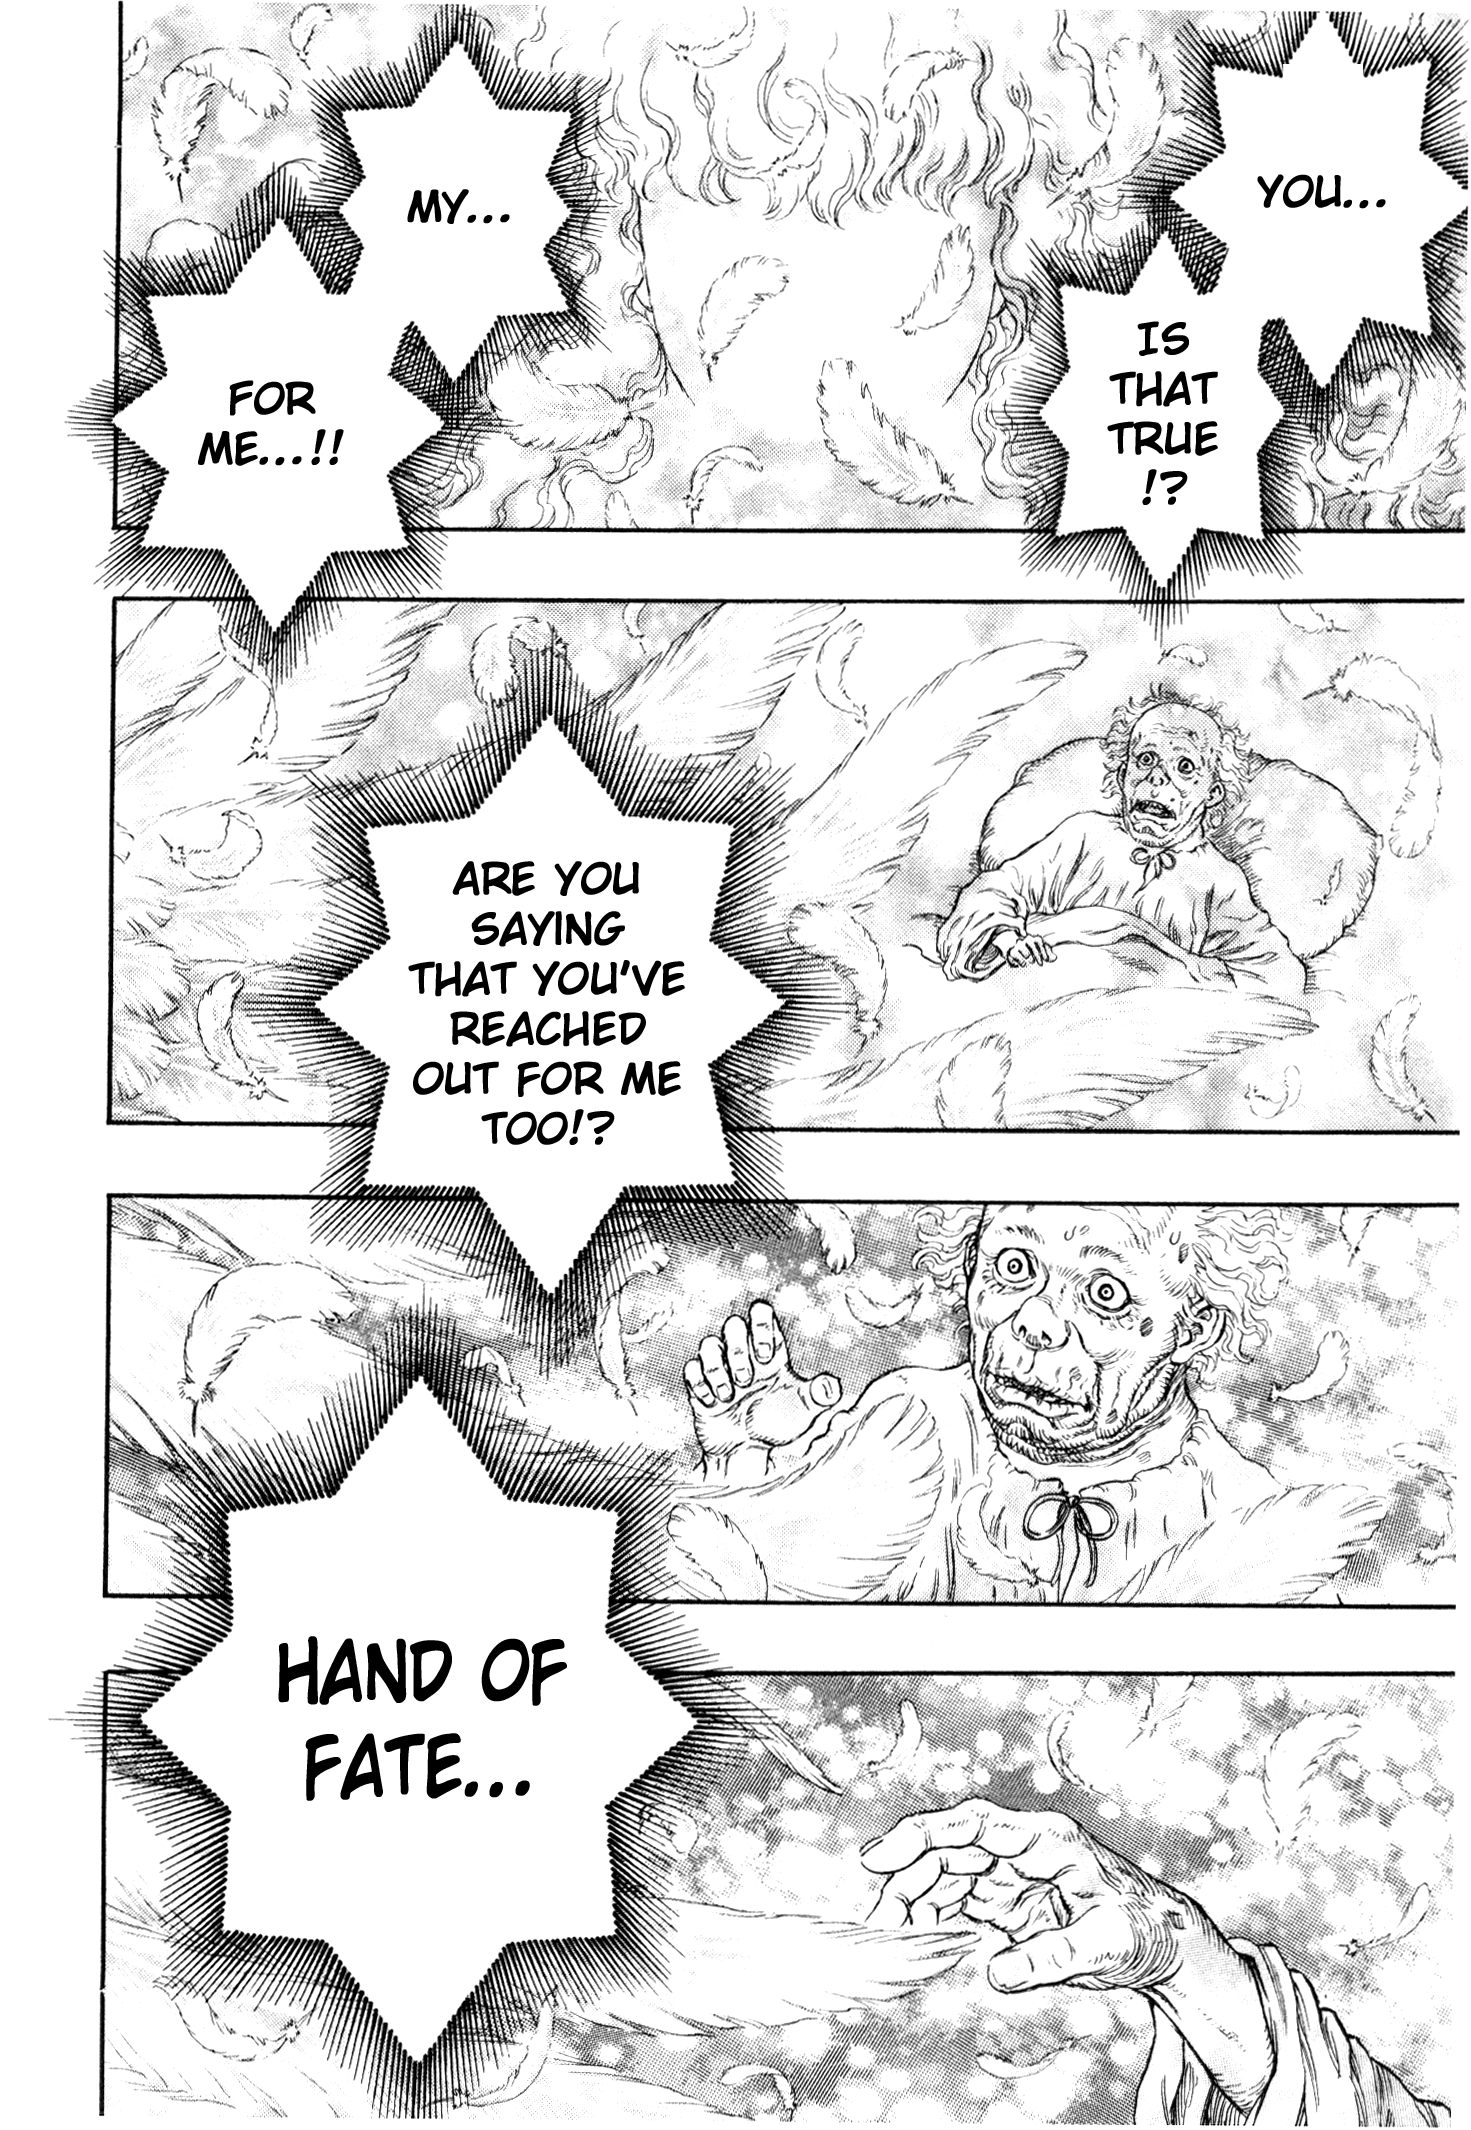 YOU...
IS
THAT
TRUE
!?
MY...
FOR
ME...!!
ARE YOU
SAYING
THAT YOU'VE
REACHED
OUT FOR ME
TOO!?
HAND OF
FATE...